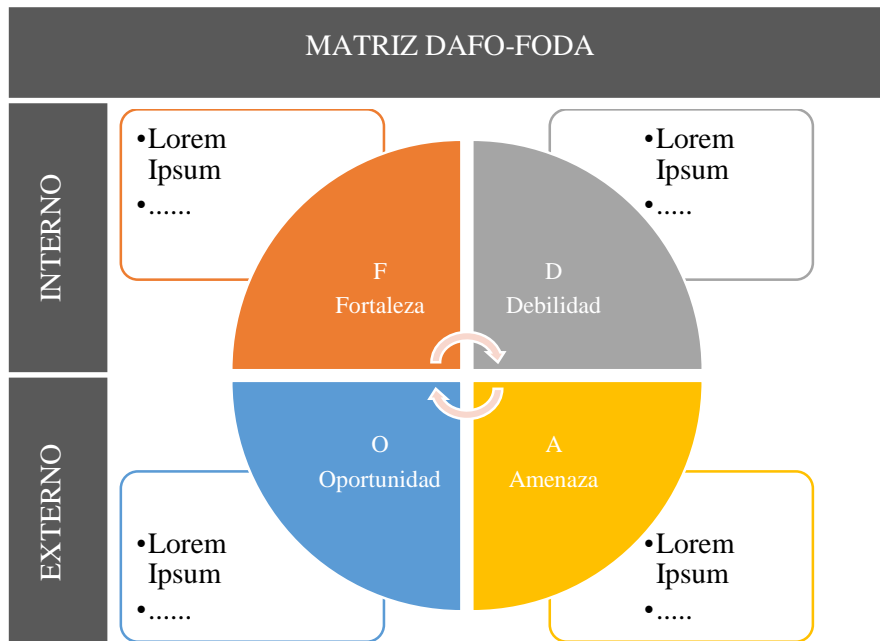 MATRIZ DAFO-FODA
INTERNO
•Lorem
Ipsum
•......
F
Fortaleza
D
Debilidad
•Lorem
Ipsum
•.....
EXTERNO
•Lorem
Ipsum
•......
O
Oportunidad
A
Amenaza
•Lorem
Ipsum
•.....